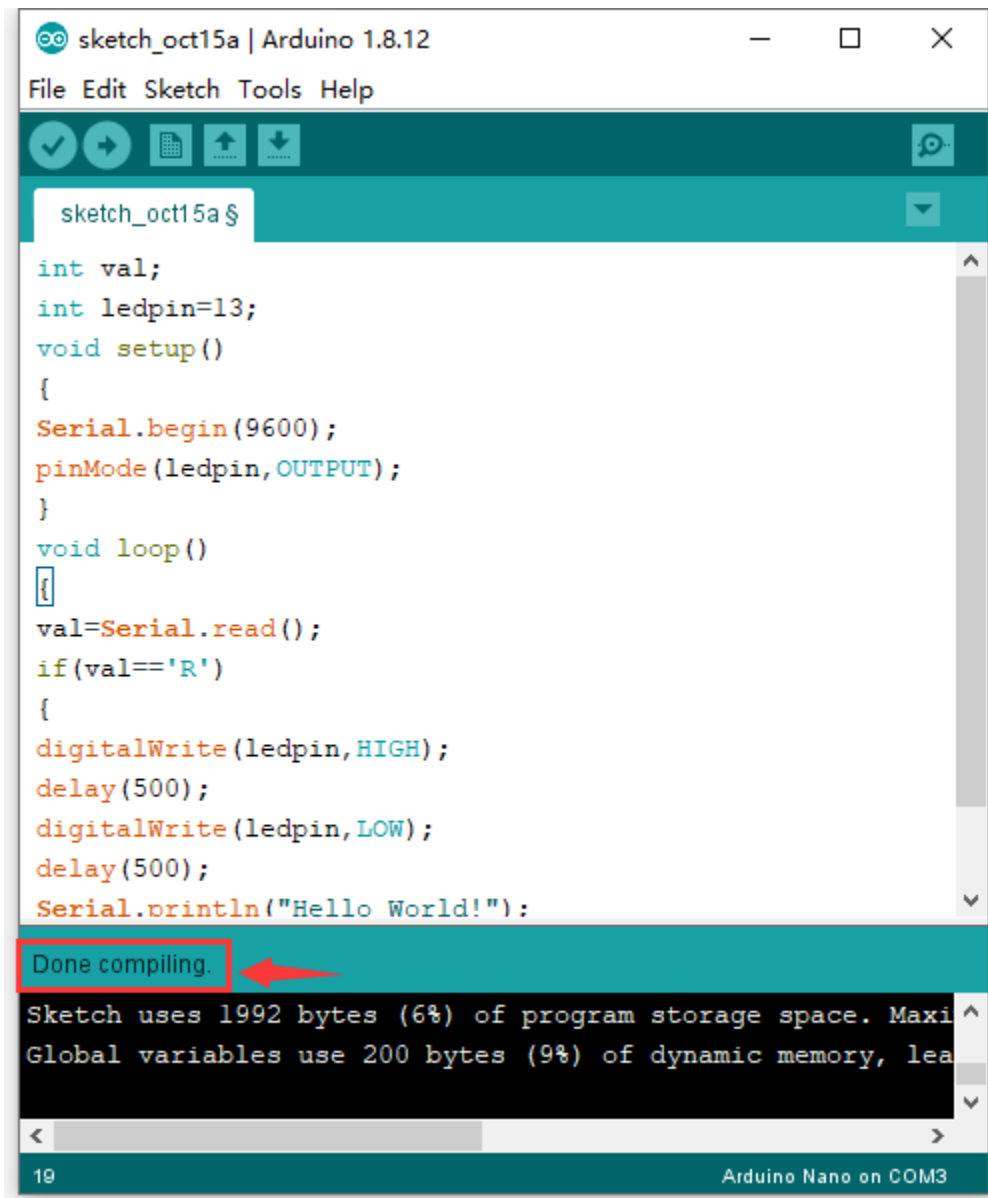 sketch_oct15a | Arduino 1.8.12
File Edit Sketch Tools Help
sketch_oct15a §
int val;
int ledpin=13;
void setup()
{
Serial.begin(9600);
pinMode(ledpin,OUTPUT);
}
void loop()
{
val=Serial.read();
if(val=='R')
{
digitalWrite(ledpin,HIGH);
delay(500);
digitalWrite(ledpin,LOW);
delay(500);
Serial.println("Hello World!");
Done compiling.
Sketch uses 1992 bytes (6%) of program storage space. Maxi
Global variables use 200 bytes (9%) of dynamic memory, lea
19 Arduino Nano on COM3